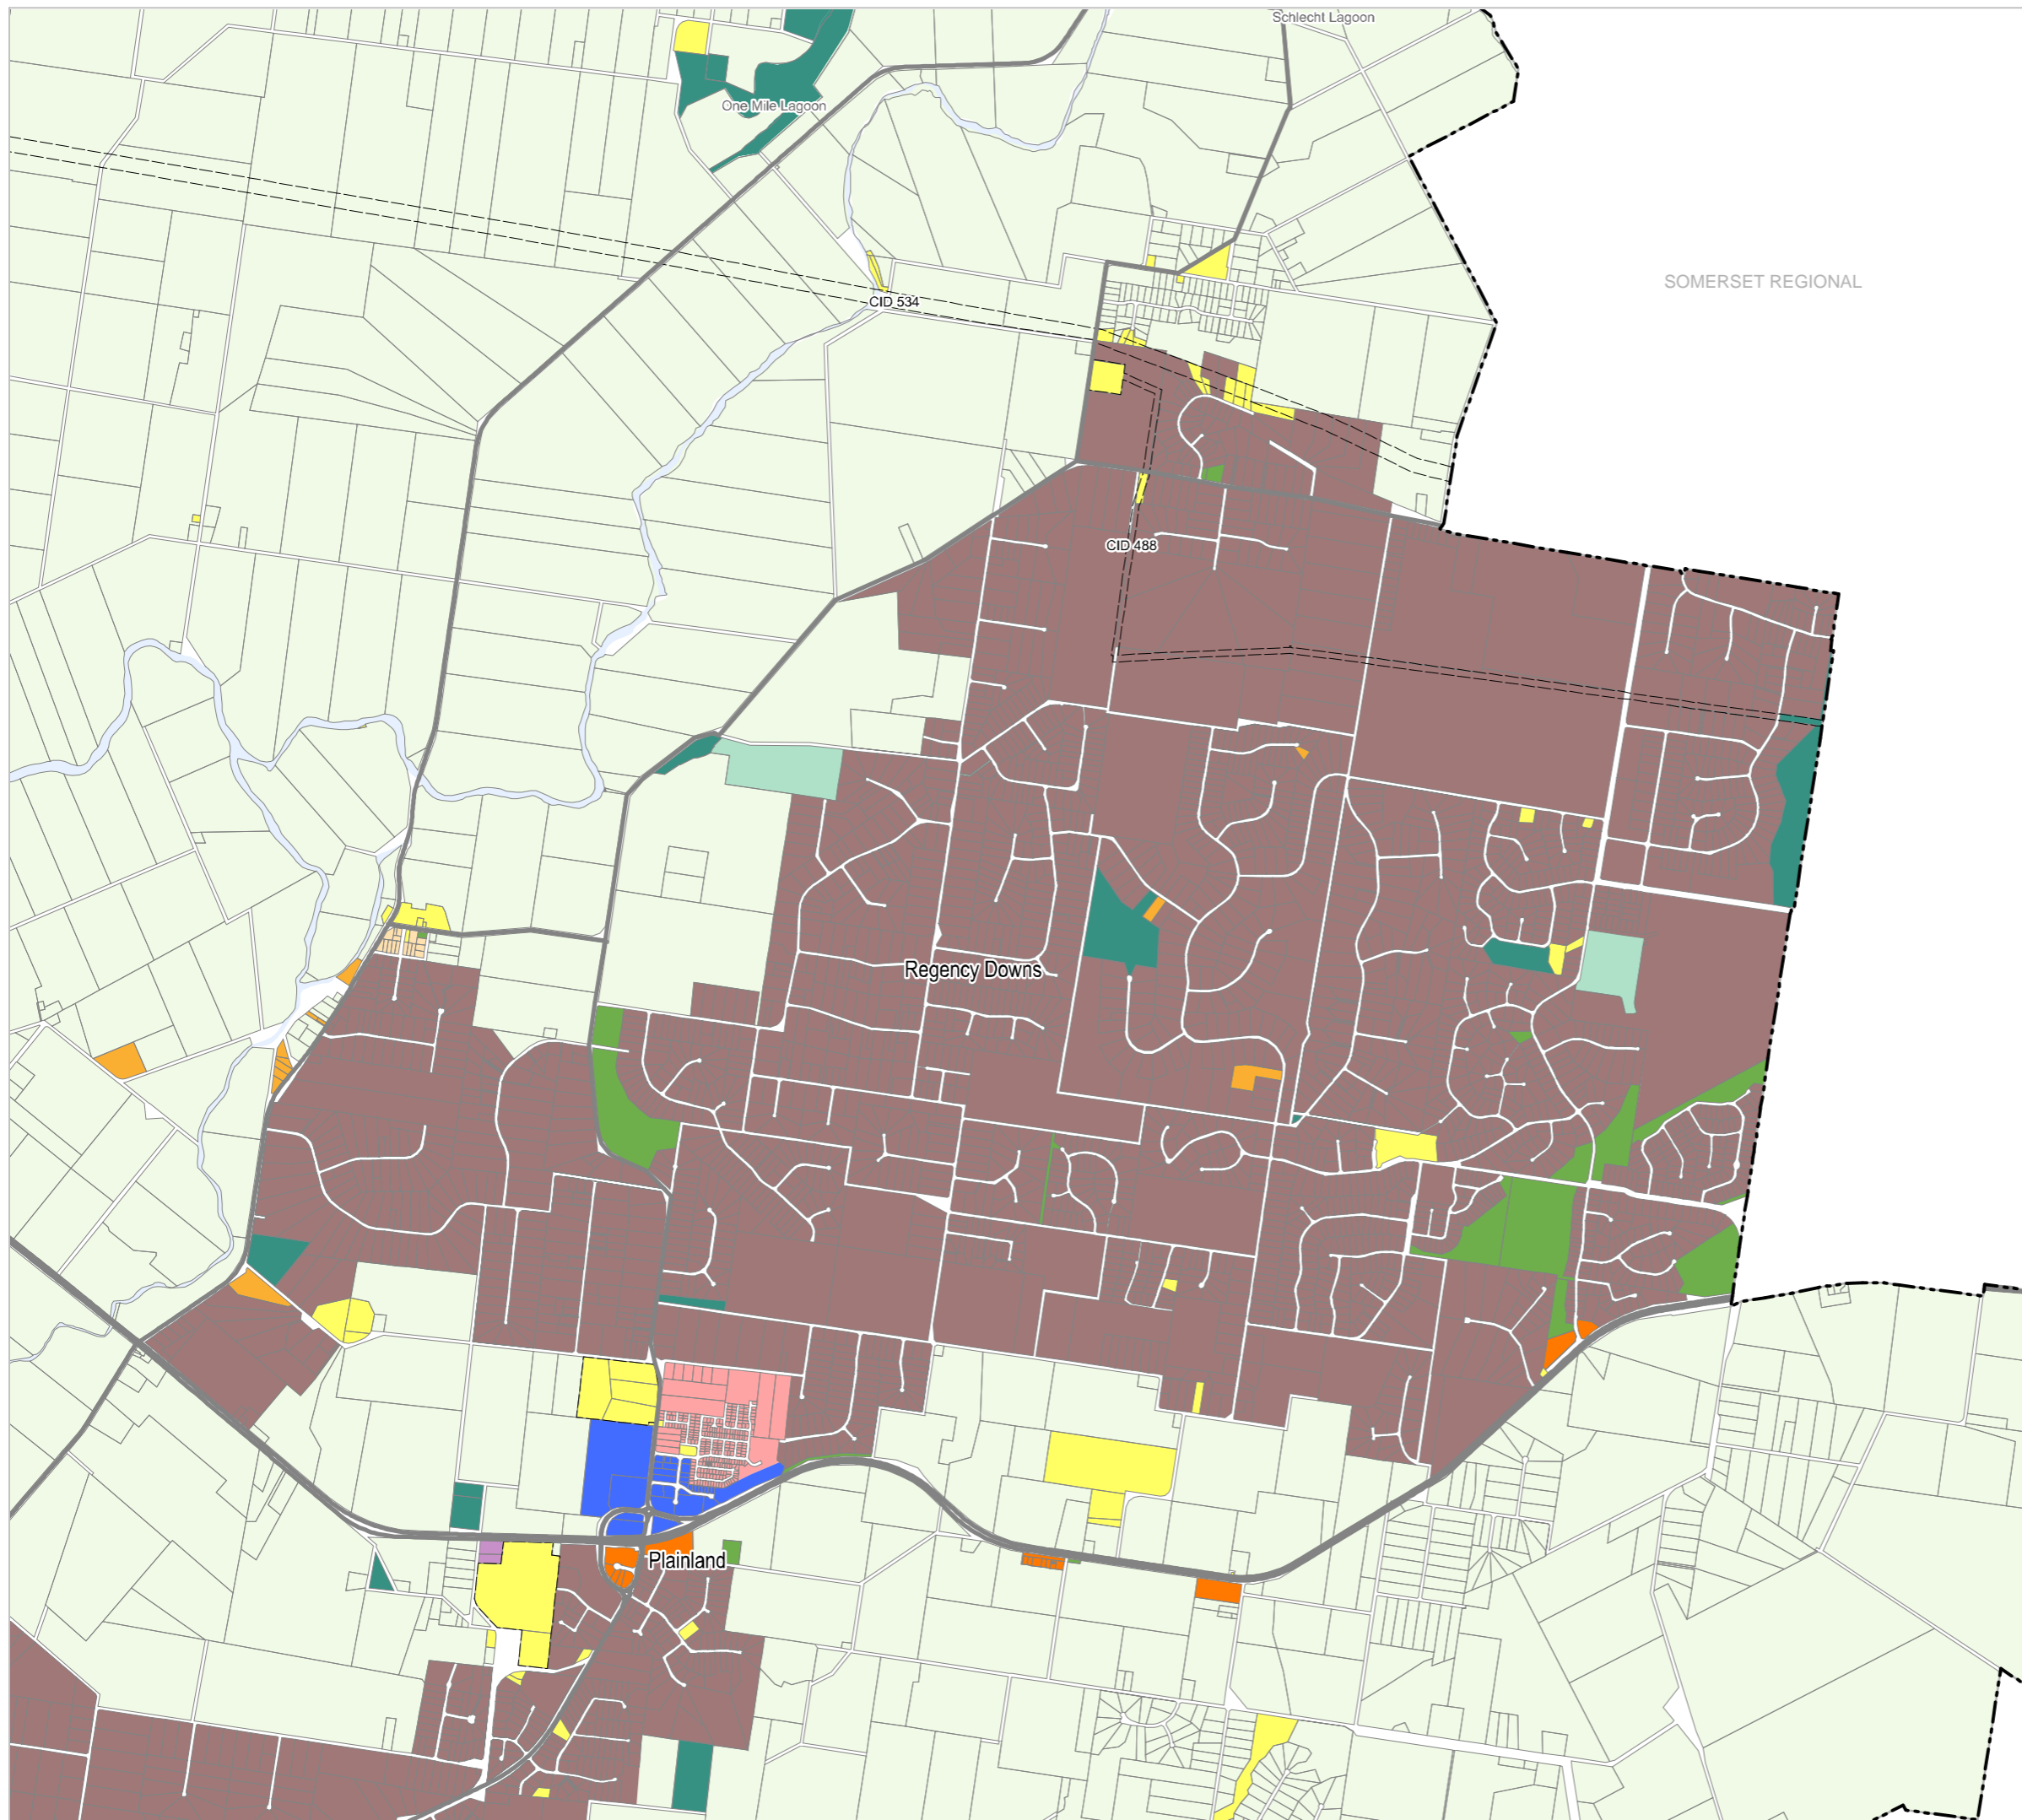 Schlecht Lagoon
One Mile Lagoon
SOMERSET REGIONAL
CID 534
CID 488
Regency Downs
Plainland